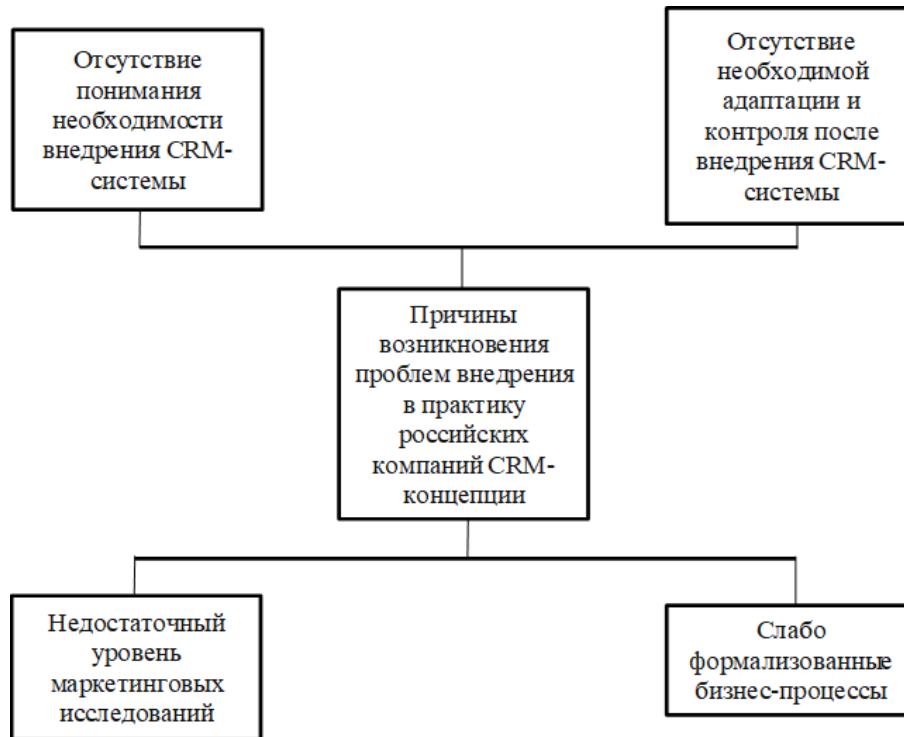 Отсутствие
понимания
необходимости
внедрения CRM-
системы
Отсутствие
необходимой
адаптации и
контроля после
внедрения CRM-
системы
Причины
возникновения
проблем внедрения
в практику
российских
компаний CRM-
концепции
Недостаточный
уровень
маркетинговых
исследований
Слабо
формализованные
бизнес-процессы